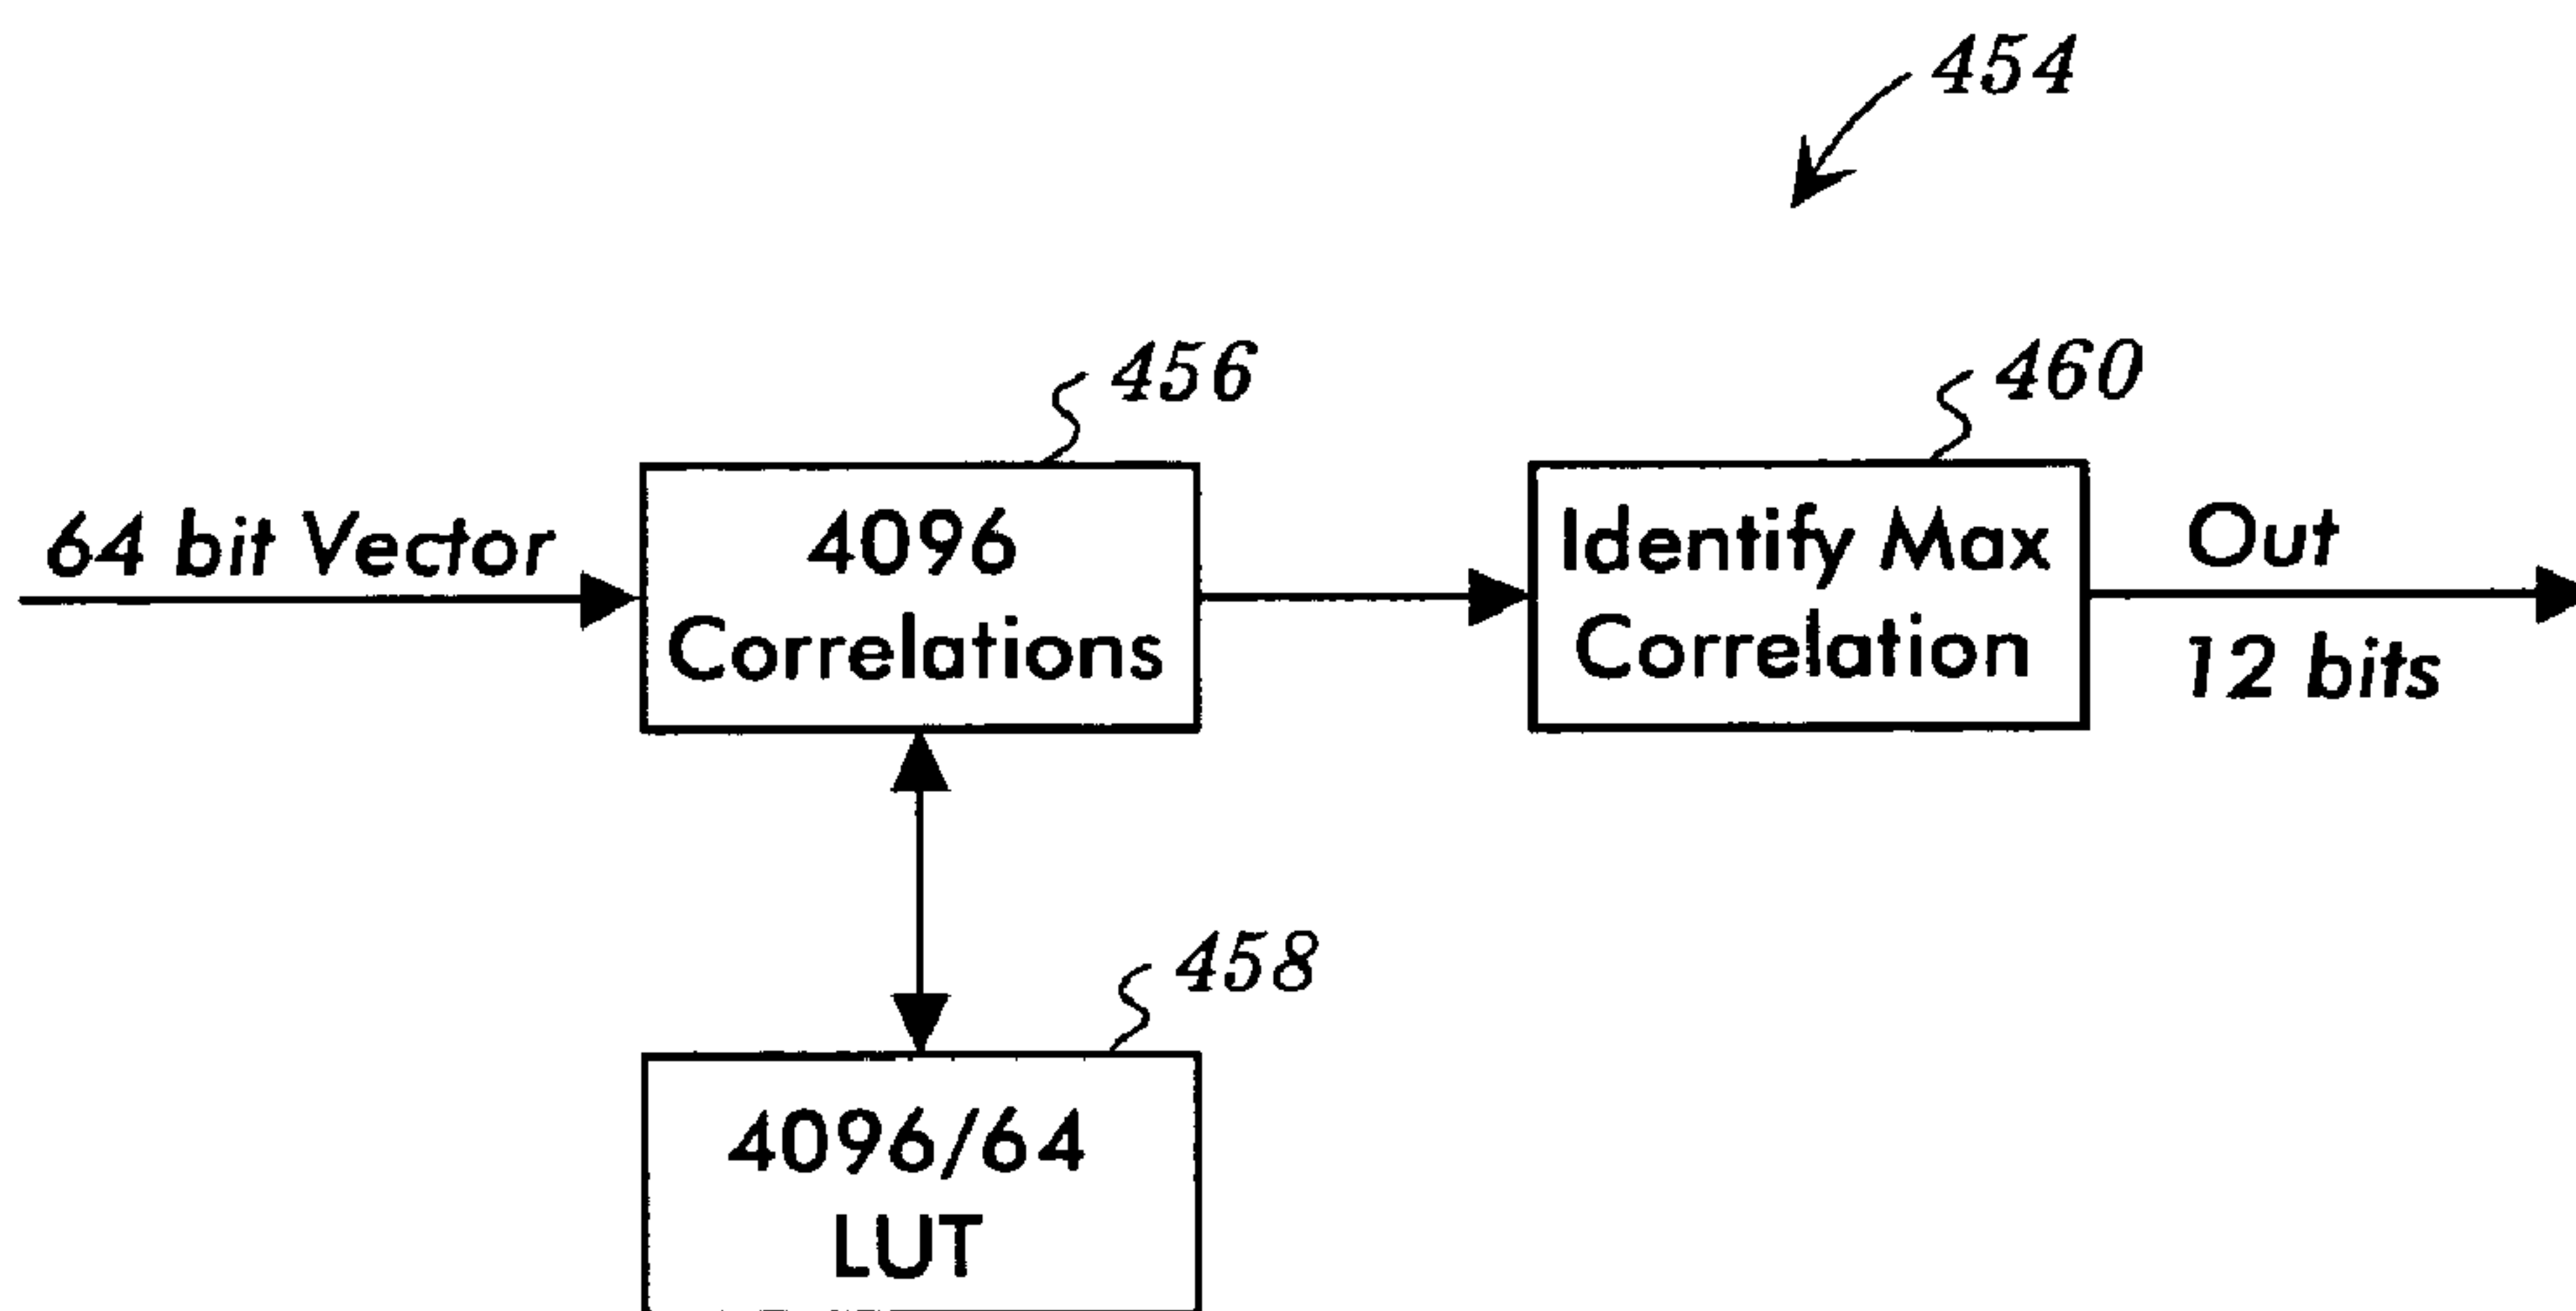 454
456
460
64 bit Vector
4096
Correlations
Identify Max
Correlation
Out
12 bits
458
4096/64
LUT